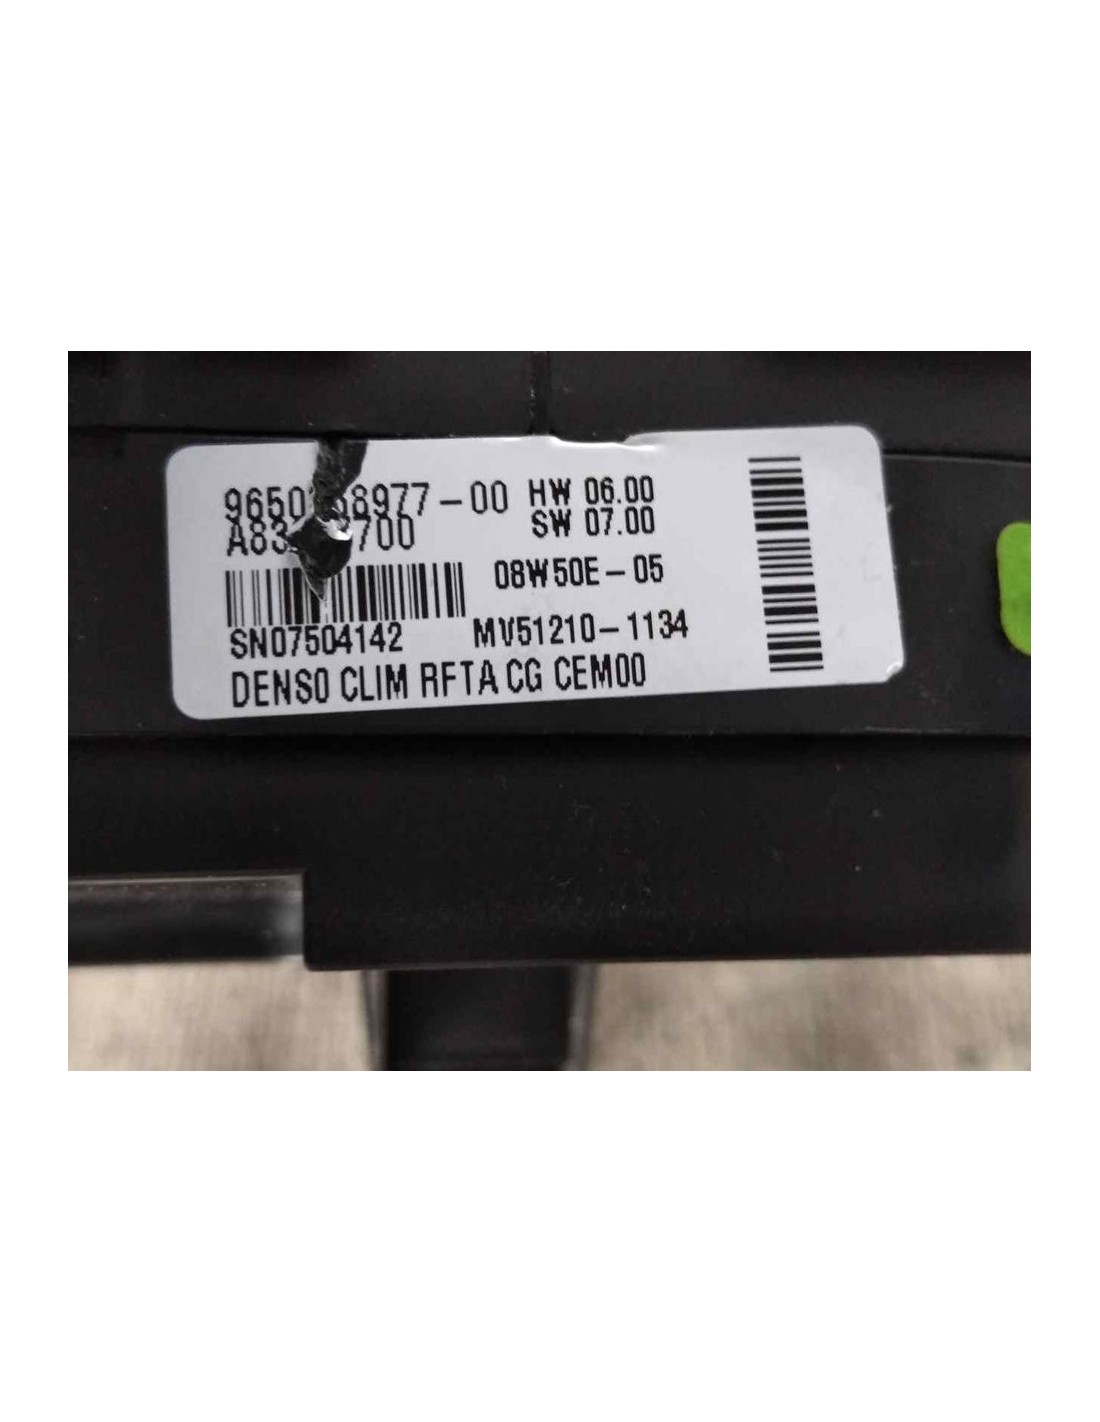 HW 06.00
SW 07.00
08W50E-05
SN07504142 MV51210-1134
DENSO CLIM RFTA CG CEM00